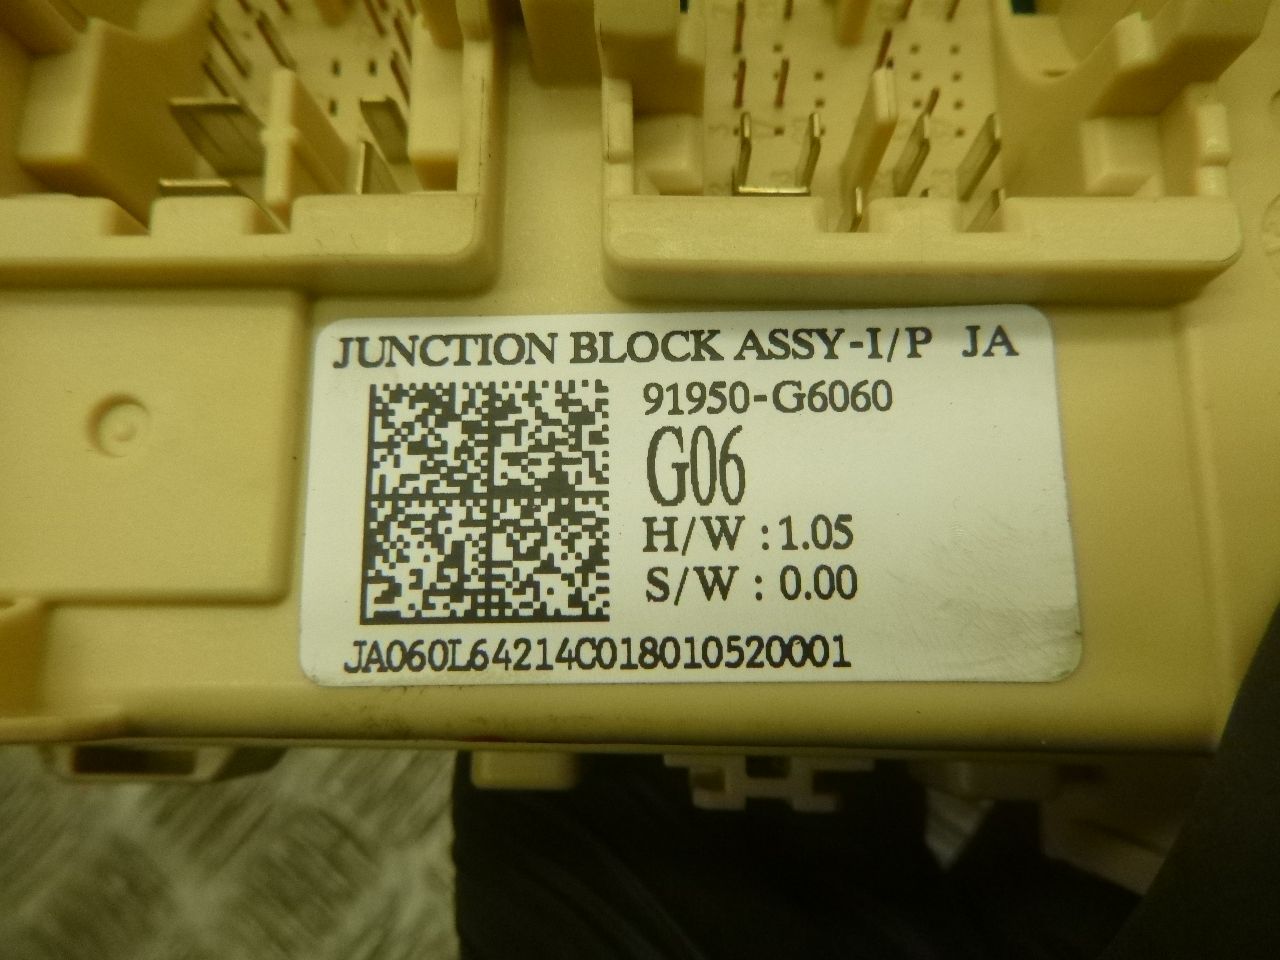 JUNCTION BLOCK ASSY-I/P JA
91950-G6060
G06
H/W : 1.05
S/W : 0.00
JA060L64214C018010520001